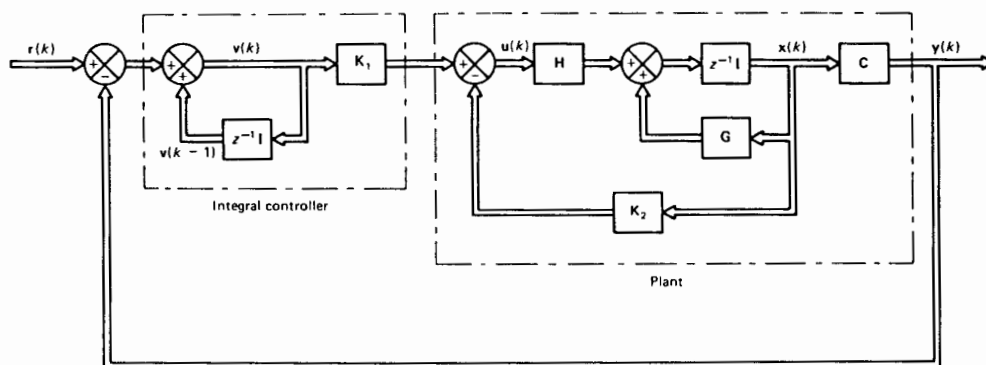 r(k)
+
−
+
+
v(k)
K₁
z⁻¹I
v(k − 1)
Integral controller
+
−
u(k)
H
+
+
z⁻¹I
x(k)
C
y(k)
G
K₂
Plant